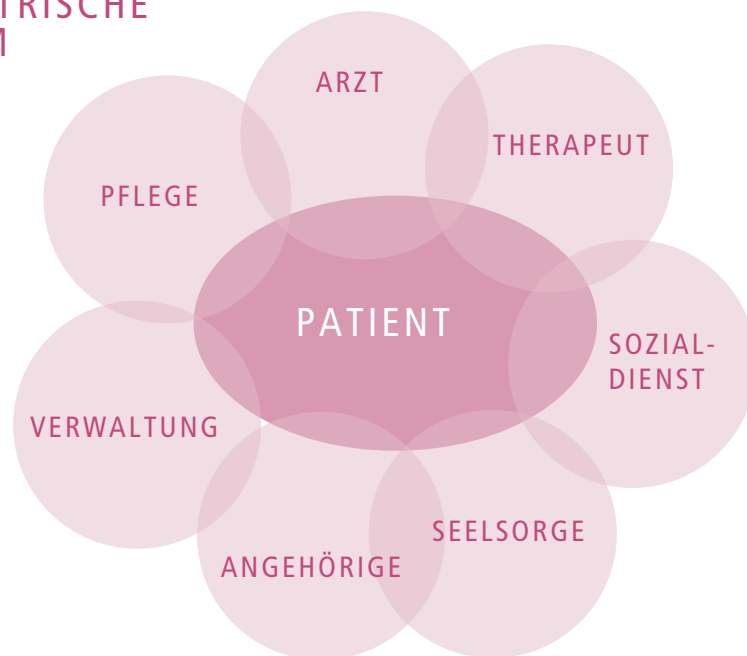 TRISCHE
M
ARZT
THERAPEUT
PFLEGE
PATIENT
SOZIAL-
DIENST
VERWALTUNG
SEELSORGE
ANGEHÖRIGE